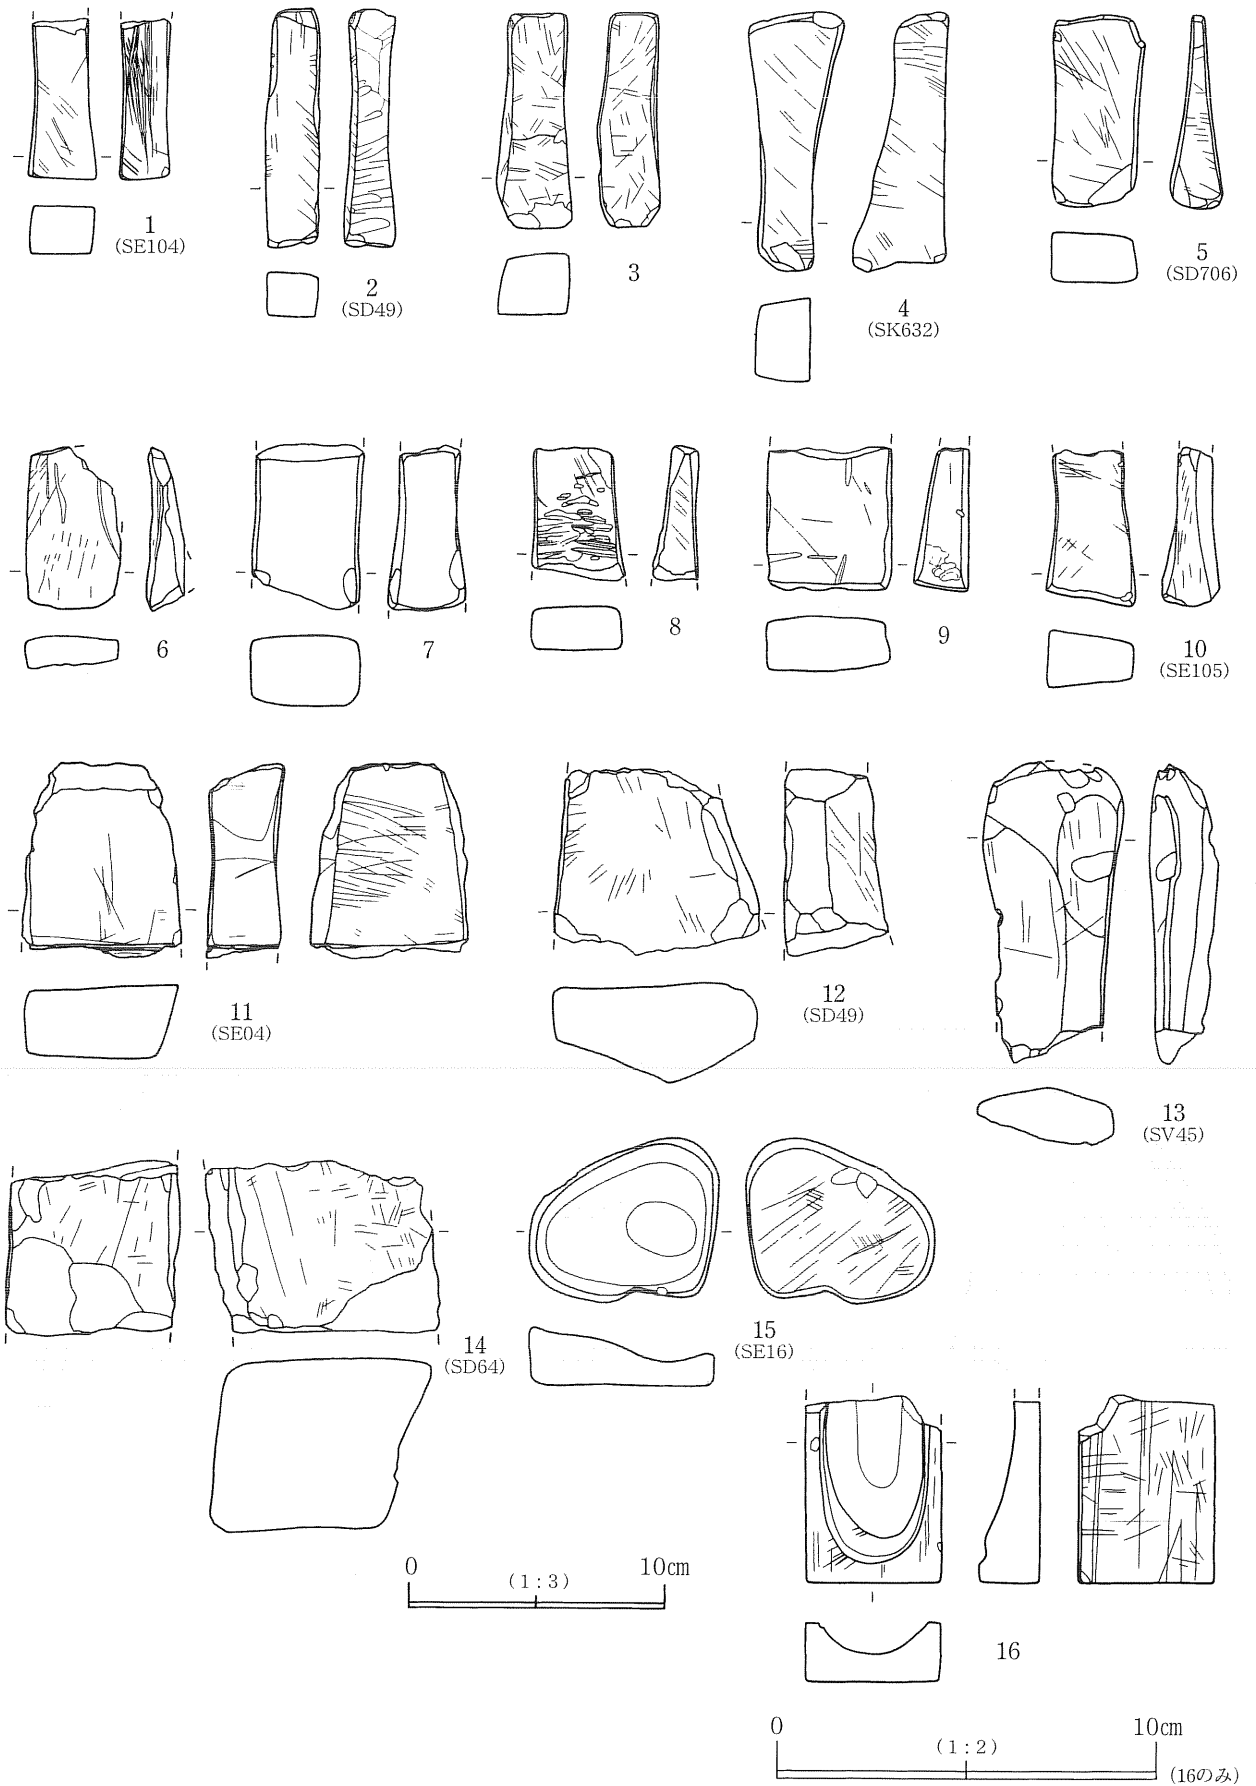 1
(SE104)
2
(SD49)
3
4
(SK632)
5
(SD706)
6
7
8
9
10
(SE105)
11
(SE04)
12
(SD49)
13
(SV45)
14
(SD64)
15
(SE16)
0 (1:3) 10㎝
16
0 (1:2) 10㎝
(16のみ)